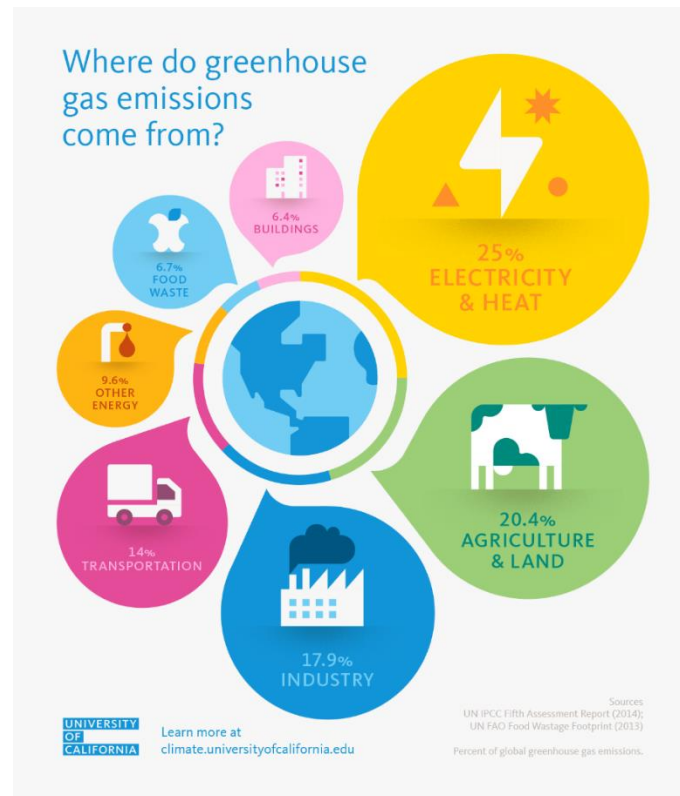 Where do greenhouse
gas emissions
come from?
25%
ELECTRICITY
& HEAT
20.4%
AGRICULTURE
& LAND
17.9%
INDUSTRY
14%
TRANSPORTATION
9.6%
OTHER
ENERGY
6.7%
FOOD
WASTE
6.4%
BUILDINGS
UNIVERSITY
OF
CALIFORNIA
Learn more at
climate.universityofcalifornia.edu
Sources
UN IPCC Fifth Assessment Report (2014);
UN FAO Food Wastage Footprint (2013)
Percent of global greenhouse gas emissions.